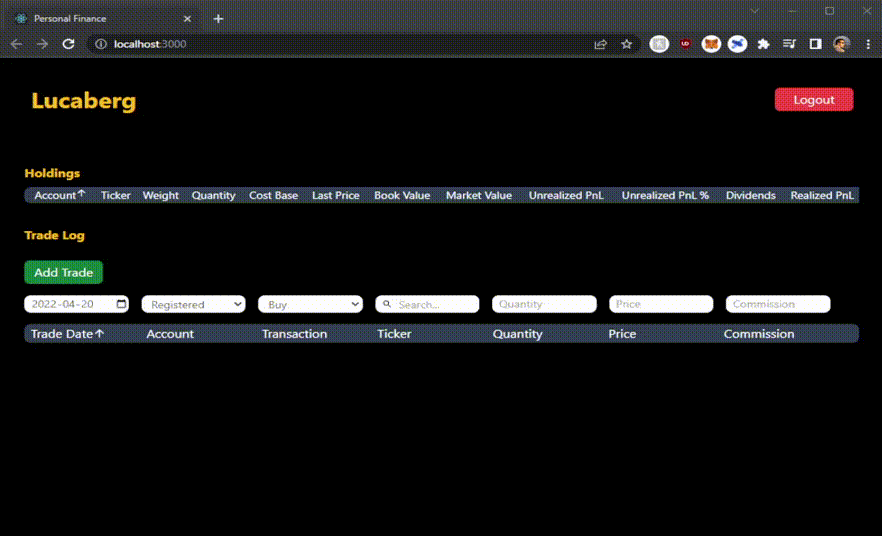 Personal Finance
localhost:3000
Lucaberg
Logout
Holdings
Account↑ Ticker Weight Quantity Cost Base Last Price Book Value Market Value Unrealized PnL Unrealized PnL % Dividends Realized PnL
Trade Log
Add Trade
2022-04-20 Registered Buy Search... Quantity Price Commission
Trade Date↑ Account Transaction Ticker Quantity Price Commission